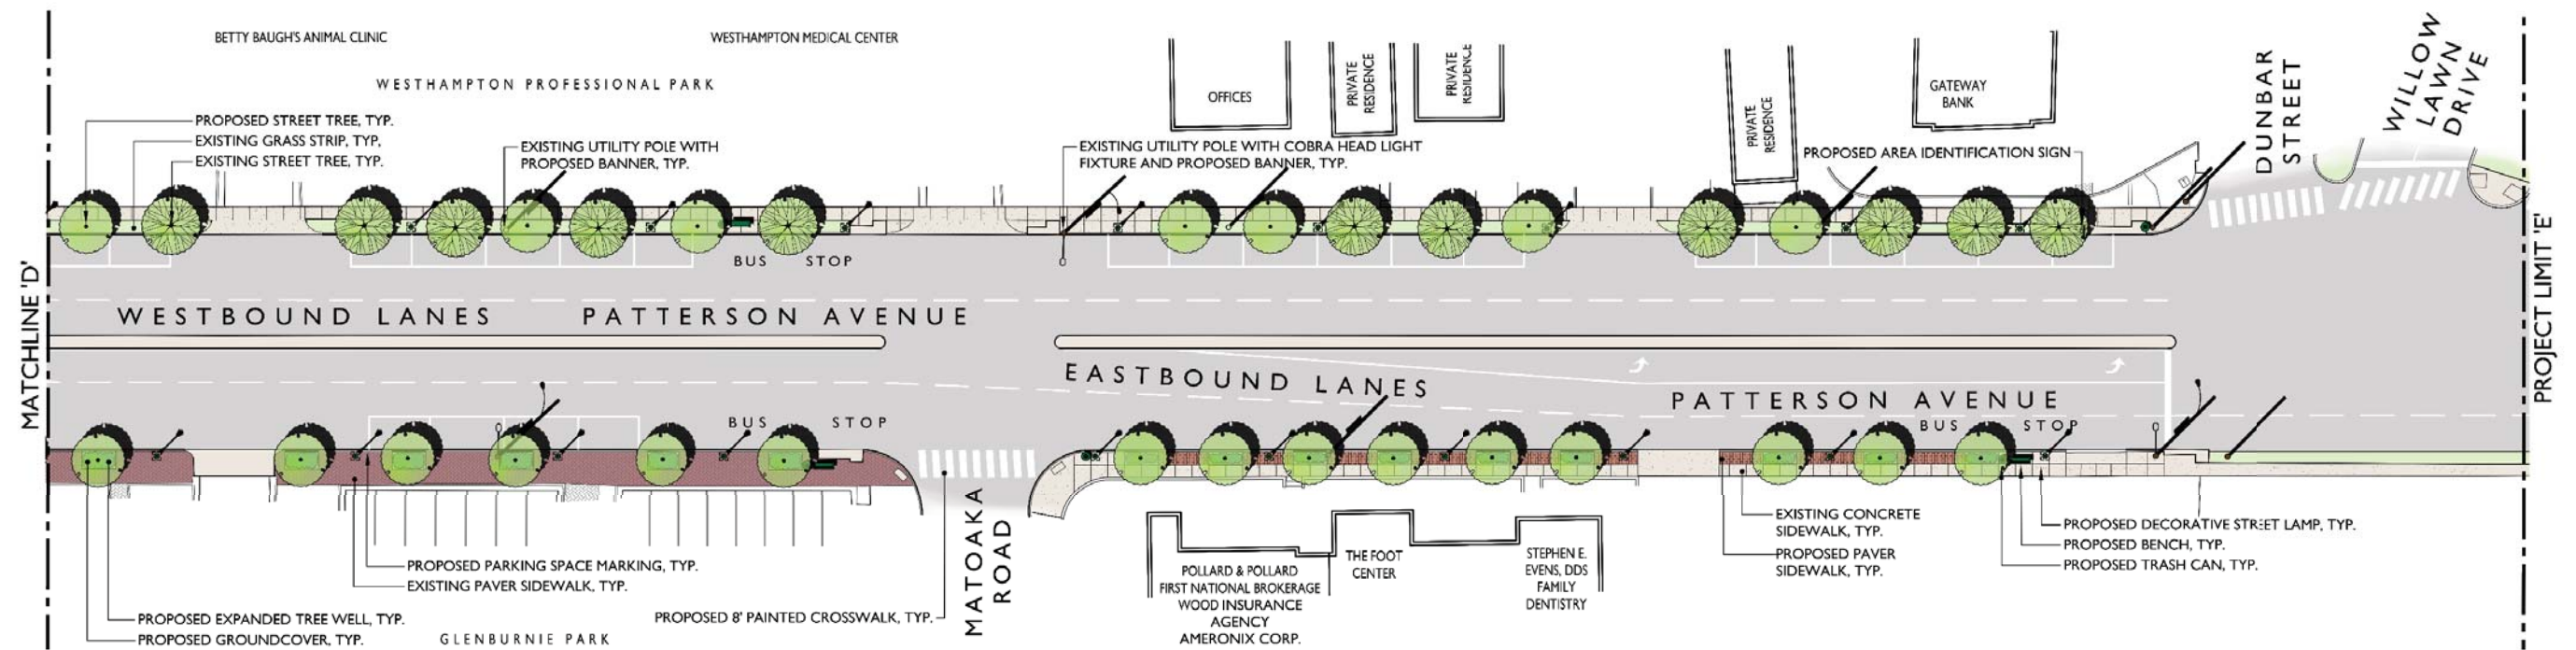 BETTY BAUGH'S ANIMAL CLINIC
WESTHAMPTON MEDICAL CENTER
WESTHAMPTON PROFESSIONAL PARK
PROPOSED STREET TREE, TYP.
EXISTING GRASS STRIP, TYP,
EXISTING STREET TREE, TYP.
EXISTING UTILITY POLE WITH
PROPOSED BANNER, TYP.
EXISTING UTILITY POLE WITH COBRA HEAD LIGHT
FIXTURE AND PROPOSED BANNER, TYP.
OFFICES
PRIVATE
RESIDENCE
PRIVATE
RESIDENCE
PRIVATE
RESIDENCE
GATEWAY
BANK
PROPOSED AREA IDENTIFICATION SIGN
DUNBAR
STREET
WILLOW
LAWN
DRIVE
MATCHLINE 'D'
PROJECT LIMIT 'E'
BUS STOP
WESTBOUND LANES PATTERSON AVENUE
EASTBOUND LANES
PATTERSON AVENUE
BUS STOP
BUS STOP
MATOAKA
ROAD
PROPOSED PARKING SPACE MARKING, TYP.
EXISTING PAVER SIDEWALK, TYP.
PROPOSED EXPANDED TREE WELL, TYP.
PROPOSED GROUNDCOVER, TYP.
GLENBURNIE PARK
PROPOSED 8' PAINTED CROSSWALK, TYP.
POLLARD & POLLARD
FIRST NATIONAL BROKERAGE
WOOD INSURANCE
AGENCY
AMERONIX CORP.
THE FOOT
CENTER
STEPHEN E.
EVENS, DDS
FAMILY
DENTISTRY
EXISTING CONCRETE
SIDEWALK, TYP.
PROPOSED PAVER
SIDEWALK, TYP.
PROPOSED DECORATIVE STREET LAMP, TYP.
PROPOSED BENCH, TYP.
PROPOSED TRASH CAN, TYP.